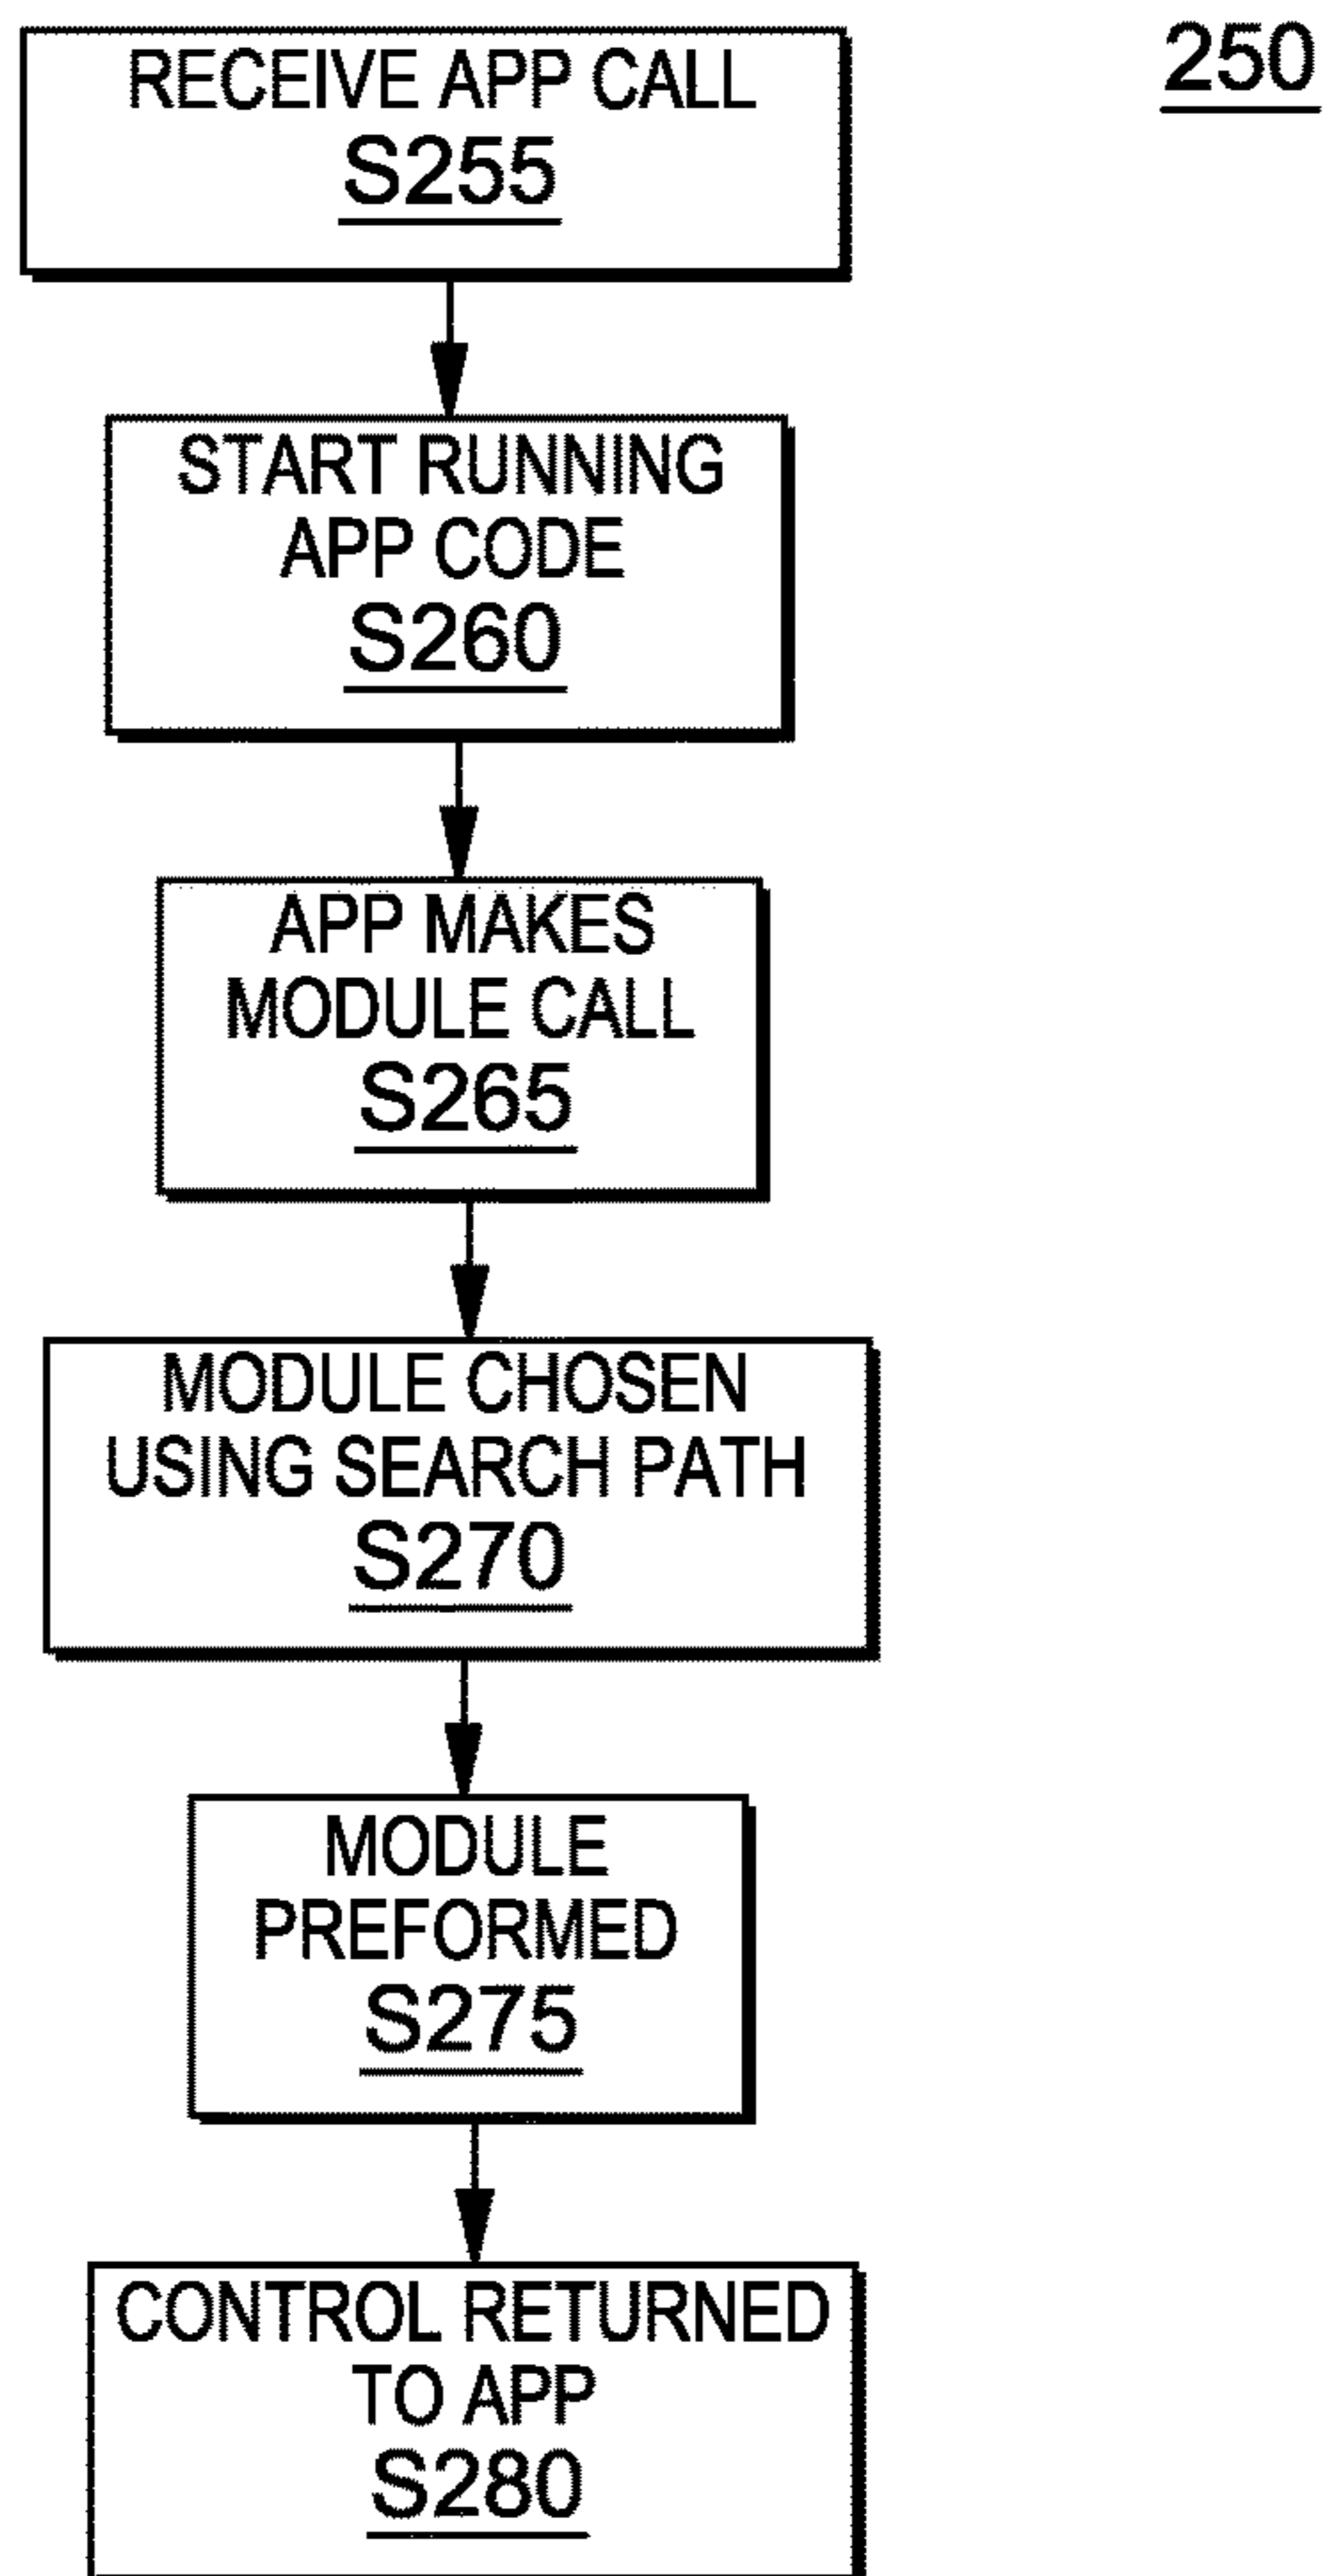 250
RECEIVE APP CALL
S255
START RUNNING
APP CODE
S260
APP MAKES
MODULE CALL
S265
MODULE CHOSEN
USING SEARCH PATH
S270
MODULE
PREFORMED
S275
CONTROL RETURNED
TO APP
S280